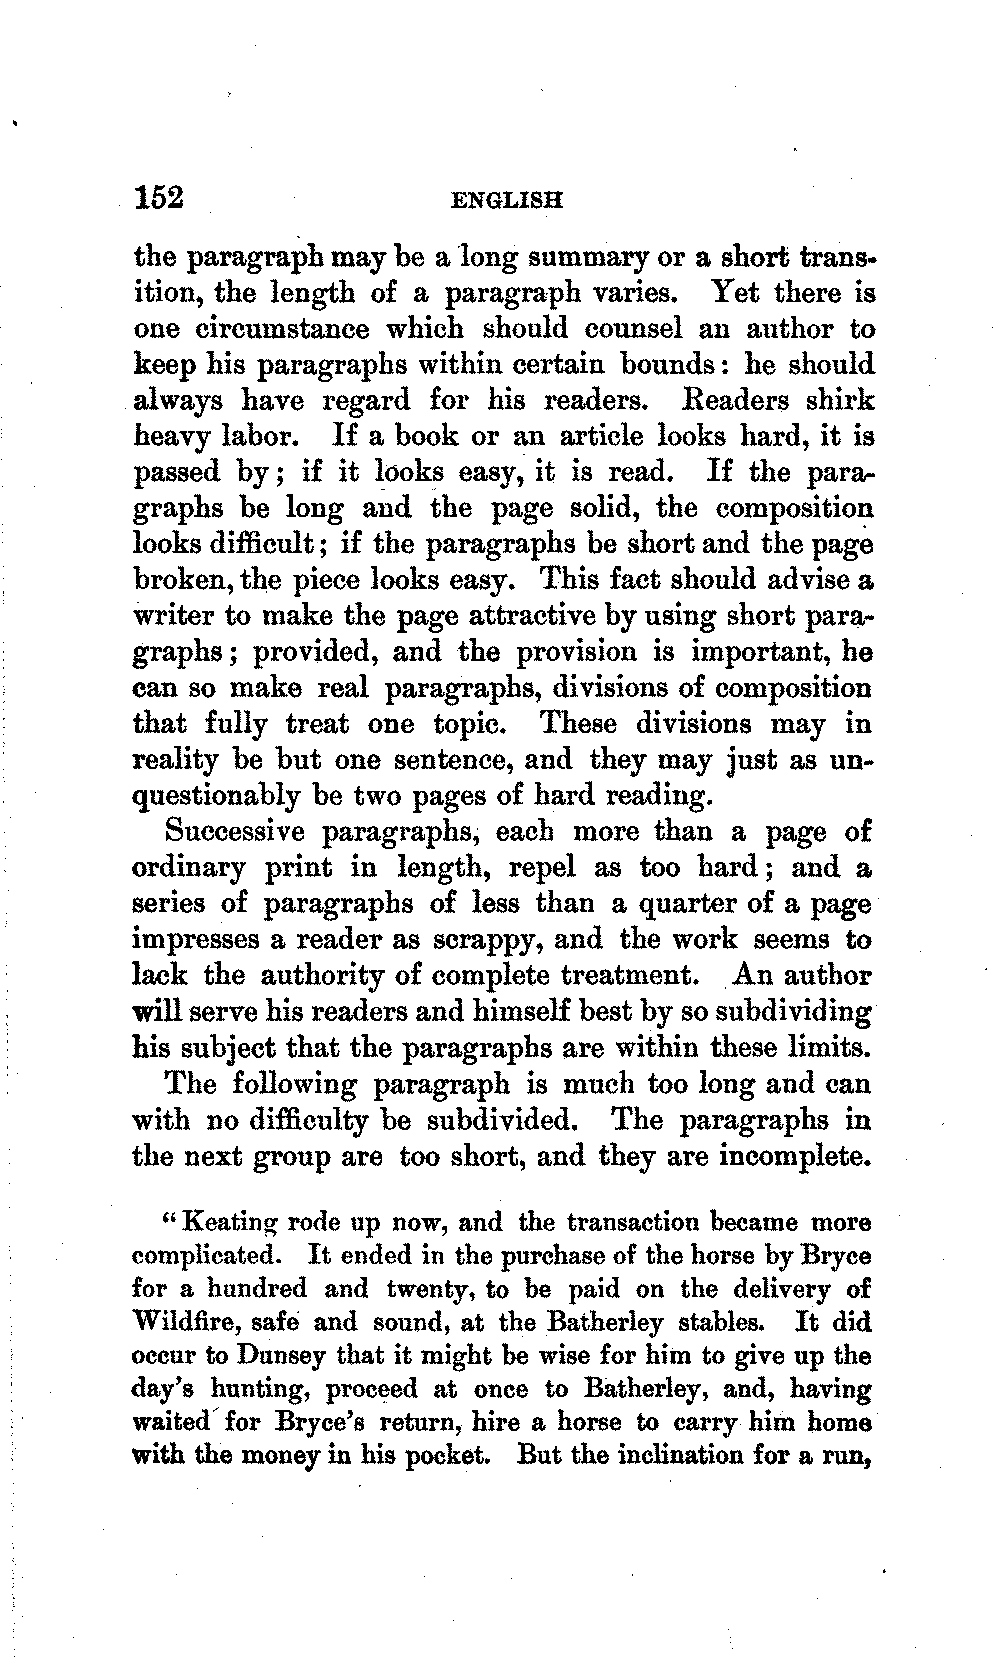 152 ENGLISH
the paragraph may be a long summary or a short trans-
ition, the length of a paragraph varies. Yet there is
one circumstance which should counsel an author to
keep his paragraphs within certain bounds: he should
always have regard for his readers. Readers shirk
heavy labor. If a book or an article looks hard, it is
passed by; if it looks easy, it is read. If the para-
graphs be long and the page solid, the composition
looks difficult; if the paragraphs be short and the page
broken, the piece looks easy. This fact should advise a
writer to make the page attractive by using short para-
graphs; provided, and the provision is important, he
can so make real paragraphs, divisions of composition
that fully treat one topic. These divisions may in
reality be but one sentence, and they may just as un-
questionably be two pages of hard reading.
Successive paragraphs, each more than a page of
ordinary print in length, repel as too hard; and a
series of paragraphs of less than a quarter of a page
impresses a reader as scrappy, and the work seems to
lack the authority of complete treatment. An author
will serve his readers and himself best by so subdividing
his subject that the paragraphs are within these limits.
The following paragraph is much too long and can
with no difficulty be subdivided. The paragraphs in
the next group are too short, and they are incomplete.
"Keating rode up now, and the transaction became more
complicated. It ended in the purchase of the horse by Bryce
for a hundred and twenty, to be paid on the delivery of
Wildfire, safe and sound, at the Batherley stables. It did
occur to Dunsey that it might be wise for him to give up the
day's hunting, proceed at once to Batherley, and, having
waited for Bryce's return, hire a horse to carry him home
with the money in his pocket. But the inclination for a run,